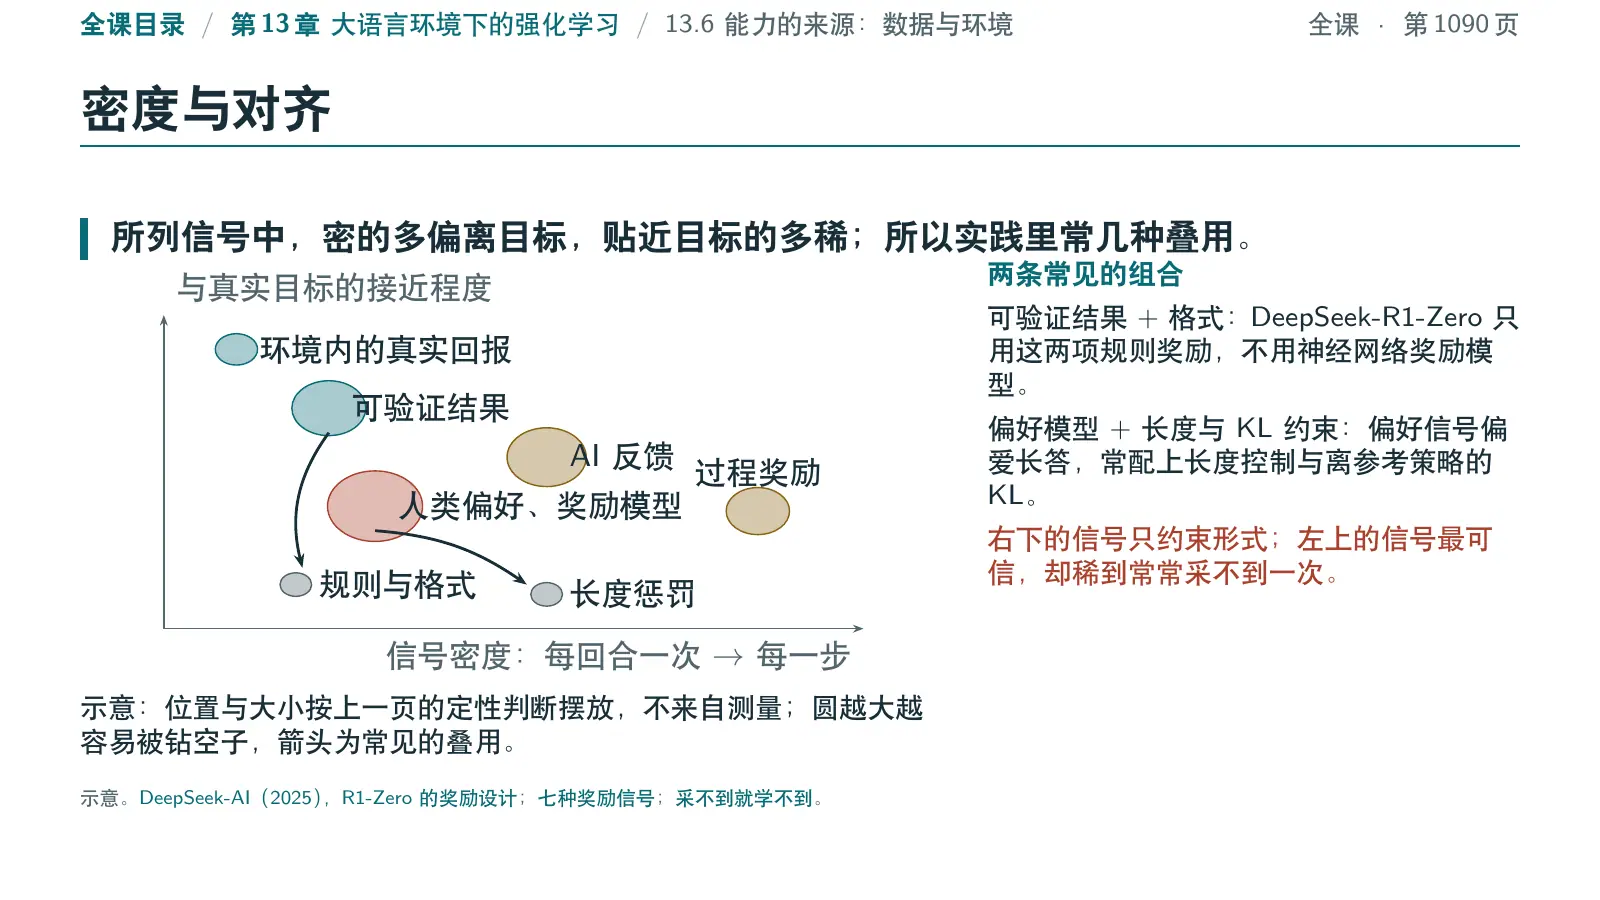 全课目录 / 第 13 章 大语言环境下的强化学习 / 13.6 能力的来源：数据与环境
全课 · 第 1090 页
密度与对齐
所列信号中，密的多偏离目标，贴近目标的多稀；所以实践里常几种叠用。
与真实目标的接近程度
环境内的真实回报
可验证结果
AI 反馈
过程奖励
人类偏好、奖励模型
规则与格式
长度惩罚
信号密度：每回合一次 → 每一步
示意：位置与大小按上一页的定性判断摆放，不来自测量；圆越大越
容易被钻空子，箭头为常见的叠用。
两条常见的组合
可验证结果 + 格式：DeepSeek-R1-Zero 只
用这两项规则奖励，不用神经网络奖励模
型。
偏好模型 + 长度与 KL 约束：偏好信号偏
爱长答，常配上长度控制与离参考策略的
KL。
右下的信号只约束形式；左上的信号最可
信，却稀到常常采不到一次。
示意。DeepSeek-AI（2025），R1-Zero 的奖励设计；七种奖励信号；采不到就学不到。